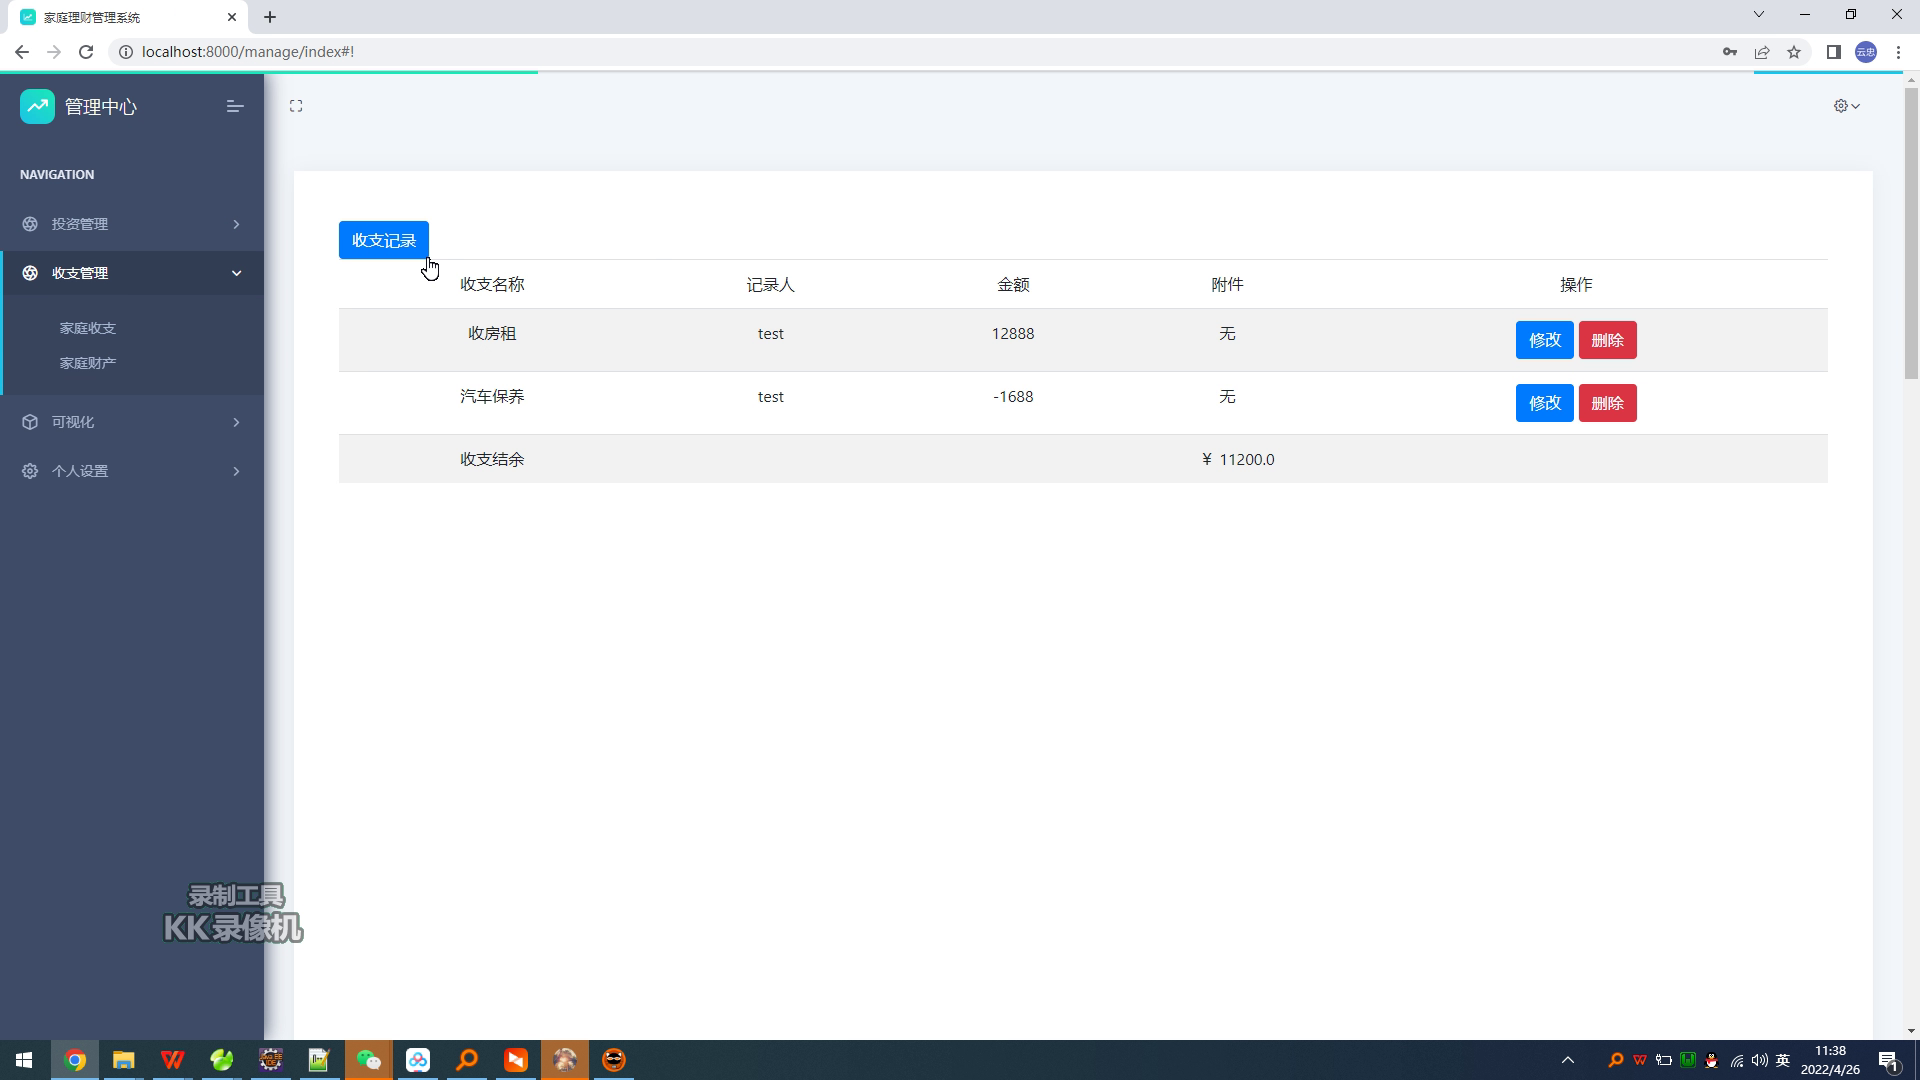 家庭理财管理系统
localhost:8000/manage/index#!
云忠
管理中心
NAVIGATION
投资管理
收支管理
家庭收支
家庭财产
可视化
个人设置
收支记录
收支名称 记录人 金额 附件 操作
收房租 test 12888 无 修改 删除
汽车保养 test -1688 无 修改 删除
收支结余 ￥ 11200.0
录制工具
KK录像机
英
11:38
2022/4/26
1